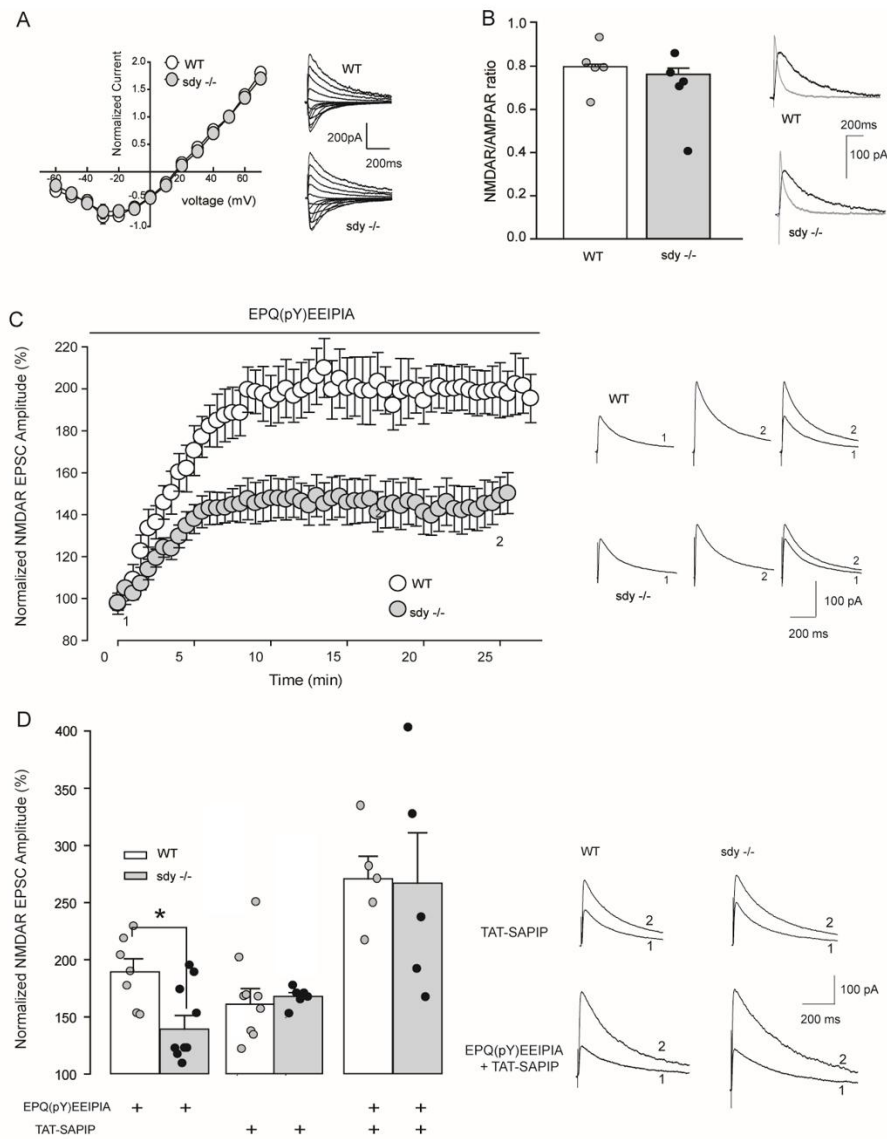 A
Normalized Current
2.0
1.5
1.0
0.5
-0.5
-1.0
-60 -40 -20 0 20 40 60
voltage (mV)
WT
sdy -/-
WT
200pA
200ms
sdy -/-
B
NMDAR/AMPAR ratio
1.0
0.8
0.6
0.4
0.2
0.0
WT
sdy -/-
WT
200ms
100 pA
sdy -/-
C
EPQ(pY)EEIPIA
Normalized NMDAR EPSC Amplitude (%)
220
200
180
160
140
120
100
80
1
2
WT
sdy -/-
0 5 10 15 20 25
Time (min)
WT
1 2 2
1
sdy -/-
1 2 2
1
100 pA
200 ms
D
Normalized NMDAR EPSC Amplitude (%)
400
350
300
250
200
150
100
WT
sdy -/-
*
EPQ(pY)EEIPIA + + + +
TAT-SAPIP + + + +
WT sdy -/-
TAT-SAPIP
2 2
1 1
100 pA
200 ms
EPQ(pY)EEIPIA
+ TAT-SAPIP
2 2
1 1